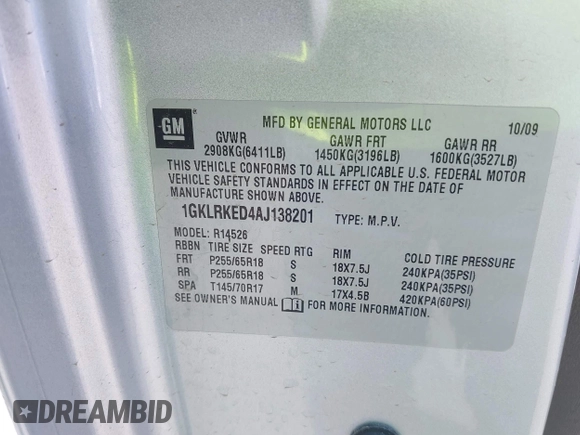 GM ®
MFD BY GENERAL MOTORS LLC 10/09
GVWR GAWR FRT GAWR RR
2908KG(6411LB) 1450KG(3196LB) 1600KG(3527LB)
THIS VEHICLE CONFORMS TO ALL APPLICABLE U.S. FEDERAL MOTOR
VEHICLE SAFETY STANDARDS IN EFFECT ON THE DATE OF
MANUFACTURE SHOWN ABOVE.
1GKLRKED4AJ138201 TYPE: M.P.V.
MODEL: R14526
RBBN TIRE SIZE SPEED RTG RIM COLD TIRE PRESSURE
FRT P255/65R18 S 18X7.5J 240KPA(35PSI)
RR P255/65R18 S 18X7.5J 240KPA(35PSI)
SPA T145/70R17 M 17X4.5B 420KPA(60PSI)
SEE OWNER'S MANUAL FOR MORE INFORMATION.
DREAMBID